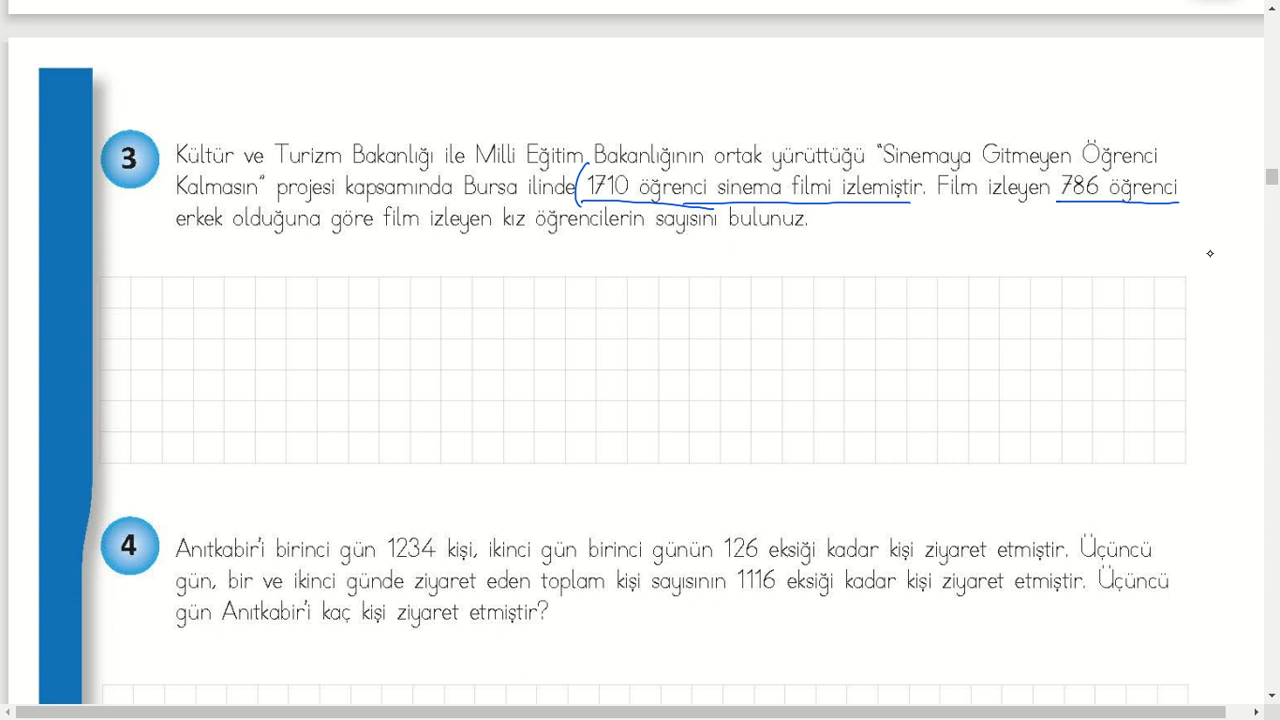 3
Kültür ve Turizm Bakanlığı ile Milli Eğitim Bakanlığının ortak yürüttüğü “Sinemaya Gitmeyen Öğrenci
Kalmasın” projesi kapsamında Bursa ilinde 1710 öğrenci sinema filmi izlemiştir. Film izleyen 786 öğrenci
erkek olduğuna göre film izleyen kız öğrencilerin sayısını bulunuz.
4
Anıtkabir’i birinci gün 1234 kişi, ikinci gün birinci günün 126 eksiği kadar kişi ziyaret etmiştir. Üçüncü
gün, bir ve ikinci günde ziyaret eden toplam kişi sayısının 1116 eksiği kadar kişi ziyaret etmiştir. Üçüncü
gün Anıtkabir’i kaç kişi ziyaret etmiştir?